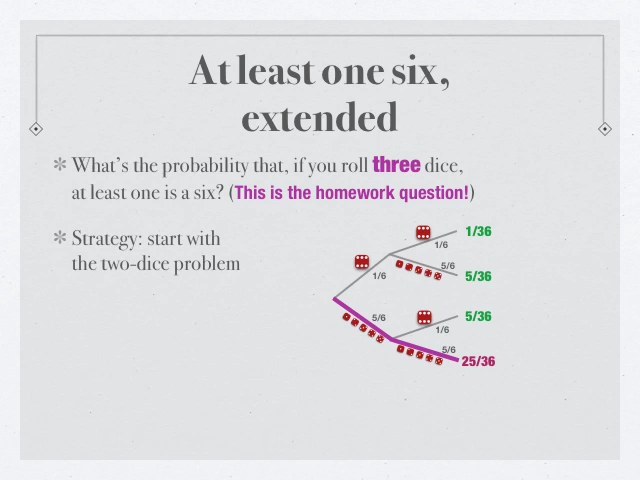 At least one six,
extended
✻ What's the probability that, if you roll three dice,
at least one is a six? (This is the homework question!)
✻ Strategy: start with
the two-dice problem
1/6
1/36
1/6
5/6
5/36
5/6
5/36
1/6
5/6
25/36